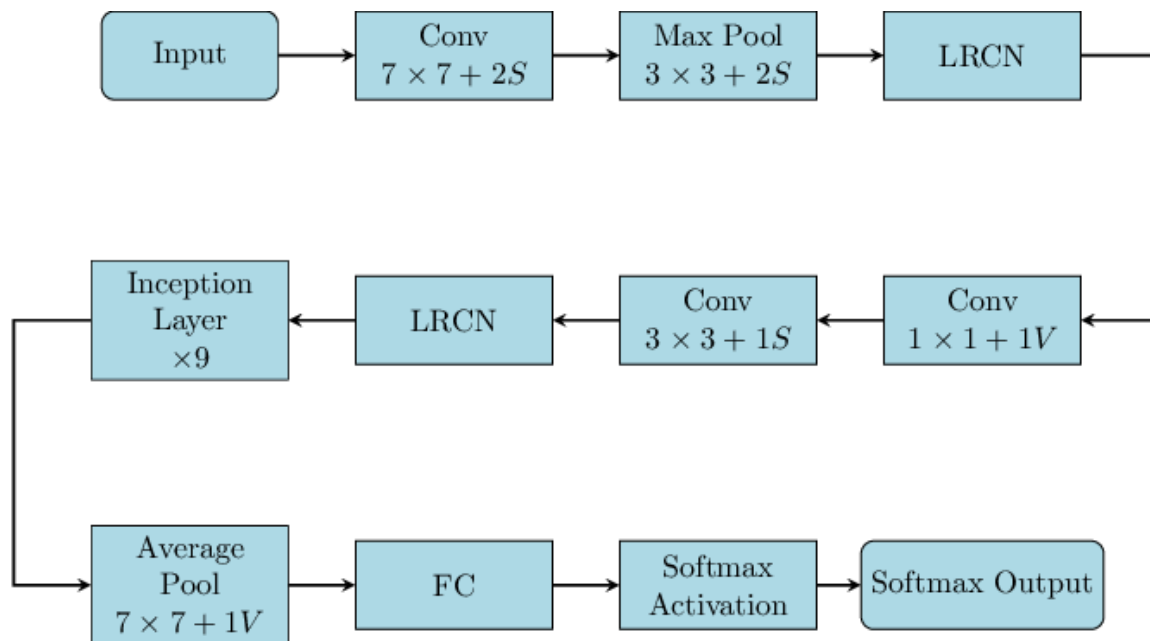 Input
Conv
7 × 7 + 2S
Max Pool
3 × 3 + 2S
LRCN
Inception
Layer
×9
LRCN
Conv
3 × 3 + 1S
Conv
1 × 1 + 1V
Average
Pool
7 × 7 + 1V
FC
Softmax
Activation
Softmax Output